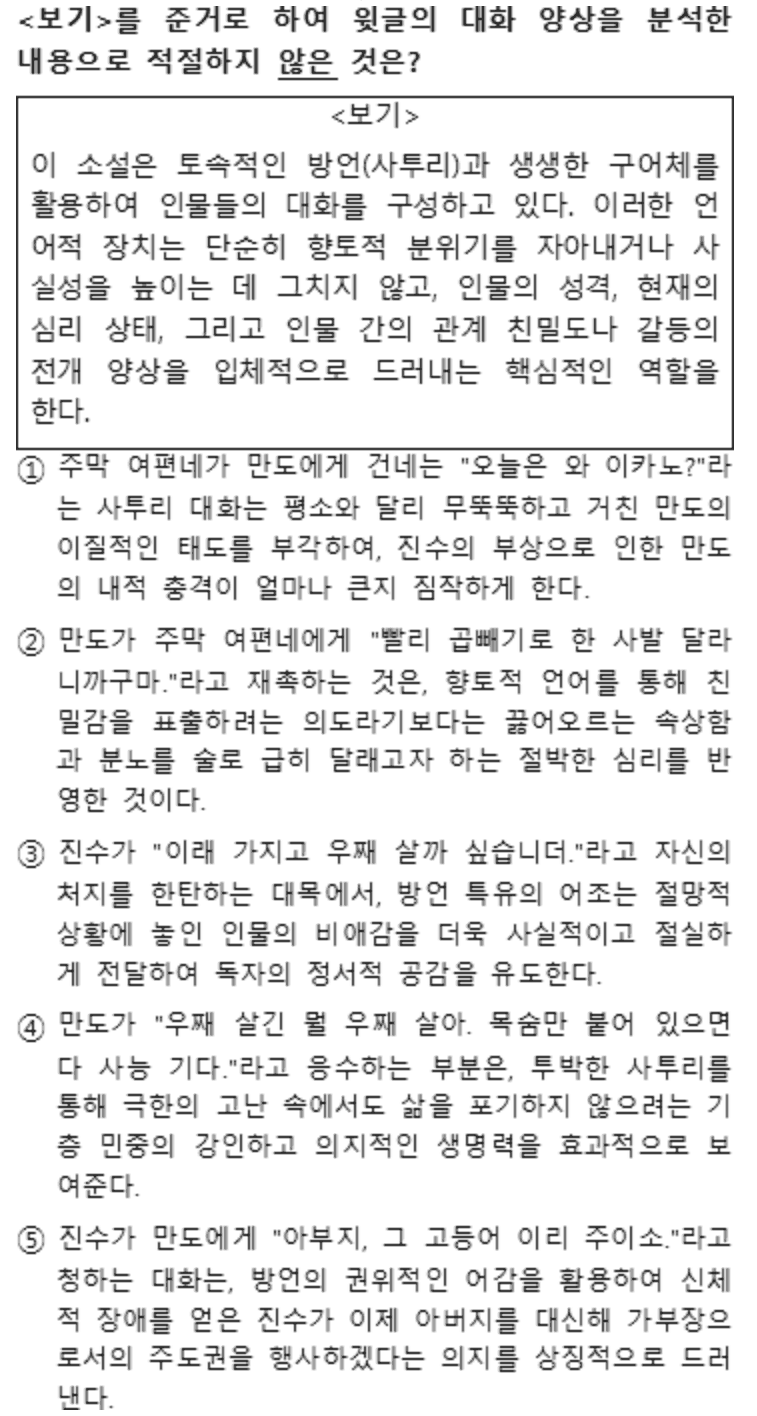 <보기>를 준거로 하여 윗글의 대화 양상을 분석한
내용으로 적절하지 않은 것은?
<보기>
이 소설은 토속적인 방언(사투리)과 생생한 구어체를
활용하여 인물들의 대화를 구성하고 있다. 이러한 언
어적 장치는 단순히 향토적 분위기를 자아내거나 사
실성을 높이는 데 그치지 않고, 인물의 성격, 현재의
심리 상태, 그리고 인물 간의 관계 친밀도나 갈등의
전개 양상을 입체적으로 드러내는 핵심적인 역할을
한다.
① 주막 여편네가 만도에게 건네는 "오늘은 와 이카노?"라
는 사투리 대화는 평소와 달리 무뚝뚝하고 거친 만도의
이질적인 태도를 부각하여, 진수의 부상으로 인한 만도
의 내적 충격이 얼마나 큰지 짐작하게 한다.
② 만도가 주막 여편네에게 "빨리 곱빼기로 한 사발 달라
니까구마."라고 재촉하는 것은, 향토적 언어를 통해 친
밀감을 표출하려는 의도라기보다는 끓어오르는 속상함
과 분노를 술로 급히 달래고자 하는 절박한 심리를 반
영한 것이다.
③ 진수가 "이래 가지고 우째 살까 싶습니더."라고 자신의
처지를 한탄하는 대목에서, 방언 특유의 어조는 절망적
상황에 놓인 인물의 비애감을 더욱 사실적이고 절실하
게 전달하여 독자의 정서적 공감을 유도한다.
④ 만도가 "우째 살긴 뭘 우째 살아. 목숨만 붙어 있으면
다 사능 기다."라고 응수하는 부분은, 투박한 사투리를
통해 극한의 고난 속에서도 삶을 포기하지 않으려는 기
층 민중의 강인하고 의지적인 생명력을 효과적으로 보
여준다.
⑤ 진수가 만도에게 "아부지, 그 고등어 이리 주이소."라고
청하는 대화는, 방언의 권위적인 어감을 활용하여 신체
적 장애를 얻은 진수가 이제 아버지를 대신해 가부장으
로서의 주도권을 행사하겠다는 의지를 상징적으로 드러
낸다.